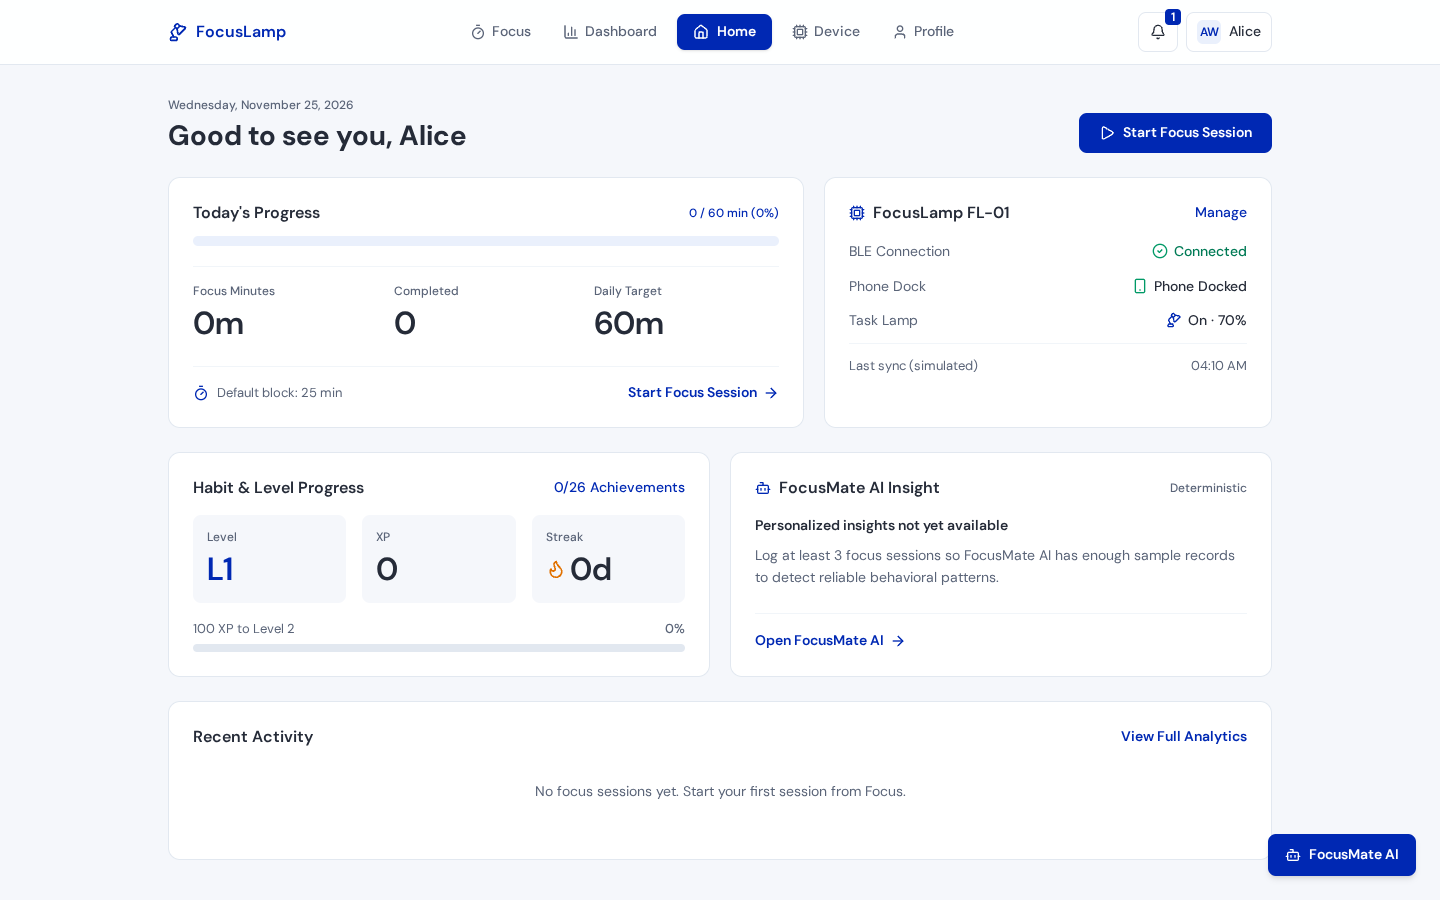 FocusLamp
Focus
Dashboard
Home
Device
Profile
1
AW
Alice
Wednesday, November 25, 2026
Good to see you, Alice
Start Focus Session
Today's Progress
0 / 60 min (0%)
Focus Minutes
0m
Completed
0
Daily Target
60m
Default block: 25 min
Start Focus Session
FocusLamp FL-01
Manage
BLE Connection
Connected
Phone Dock
Phone Docked
Task Lamp
On · 70%
Last sync (simulated)
04:10 AM
Habit & Level Progress
0/26 Achievements
Level
L1
XP
0
Streak
0d
100 XP to Level 2
0%
FocusMate AI Insight
Deterministic
Personalized insights not yet available
Log at least 3 focus sessions so FocusMate AI has enough sample records
to detect reliable behavioral patterns.
Open FocusMate AI
Recent Activity
View Full Analytics
No focus sessions yet. Start your first session from Focus.
FocusMate AI